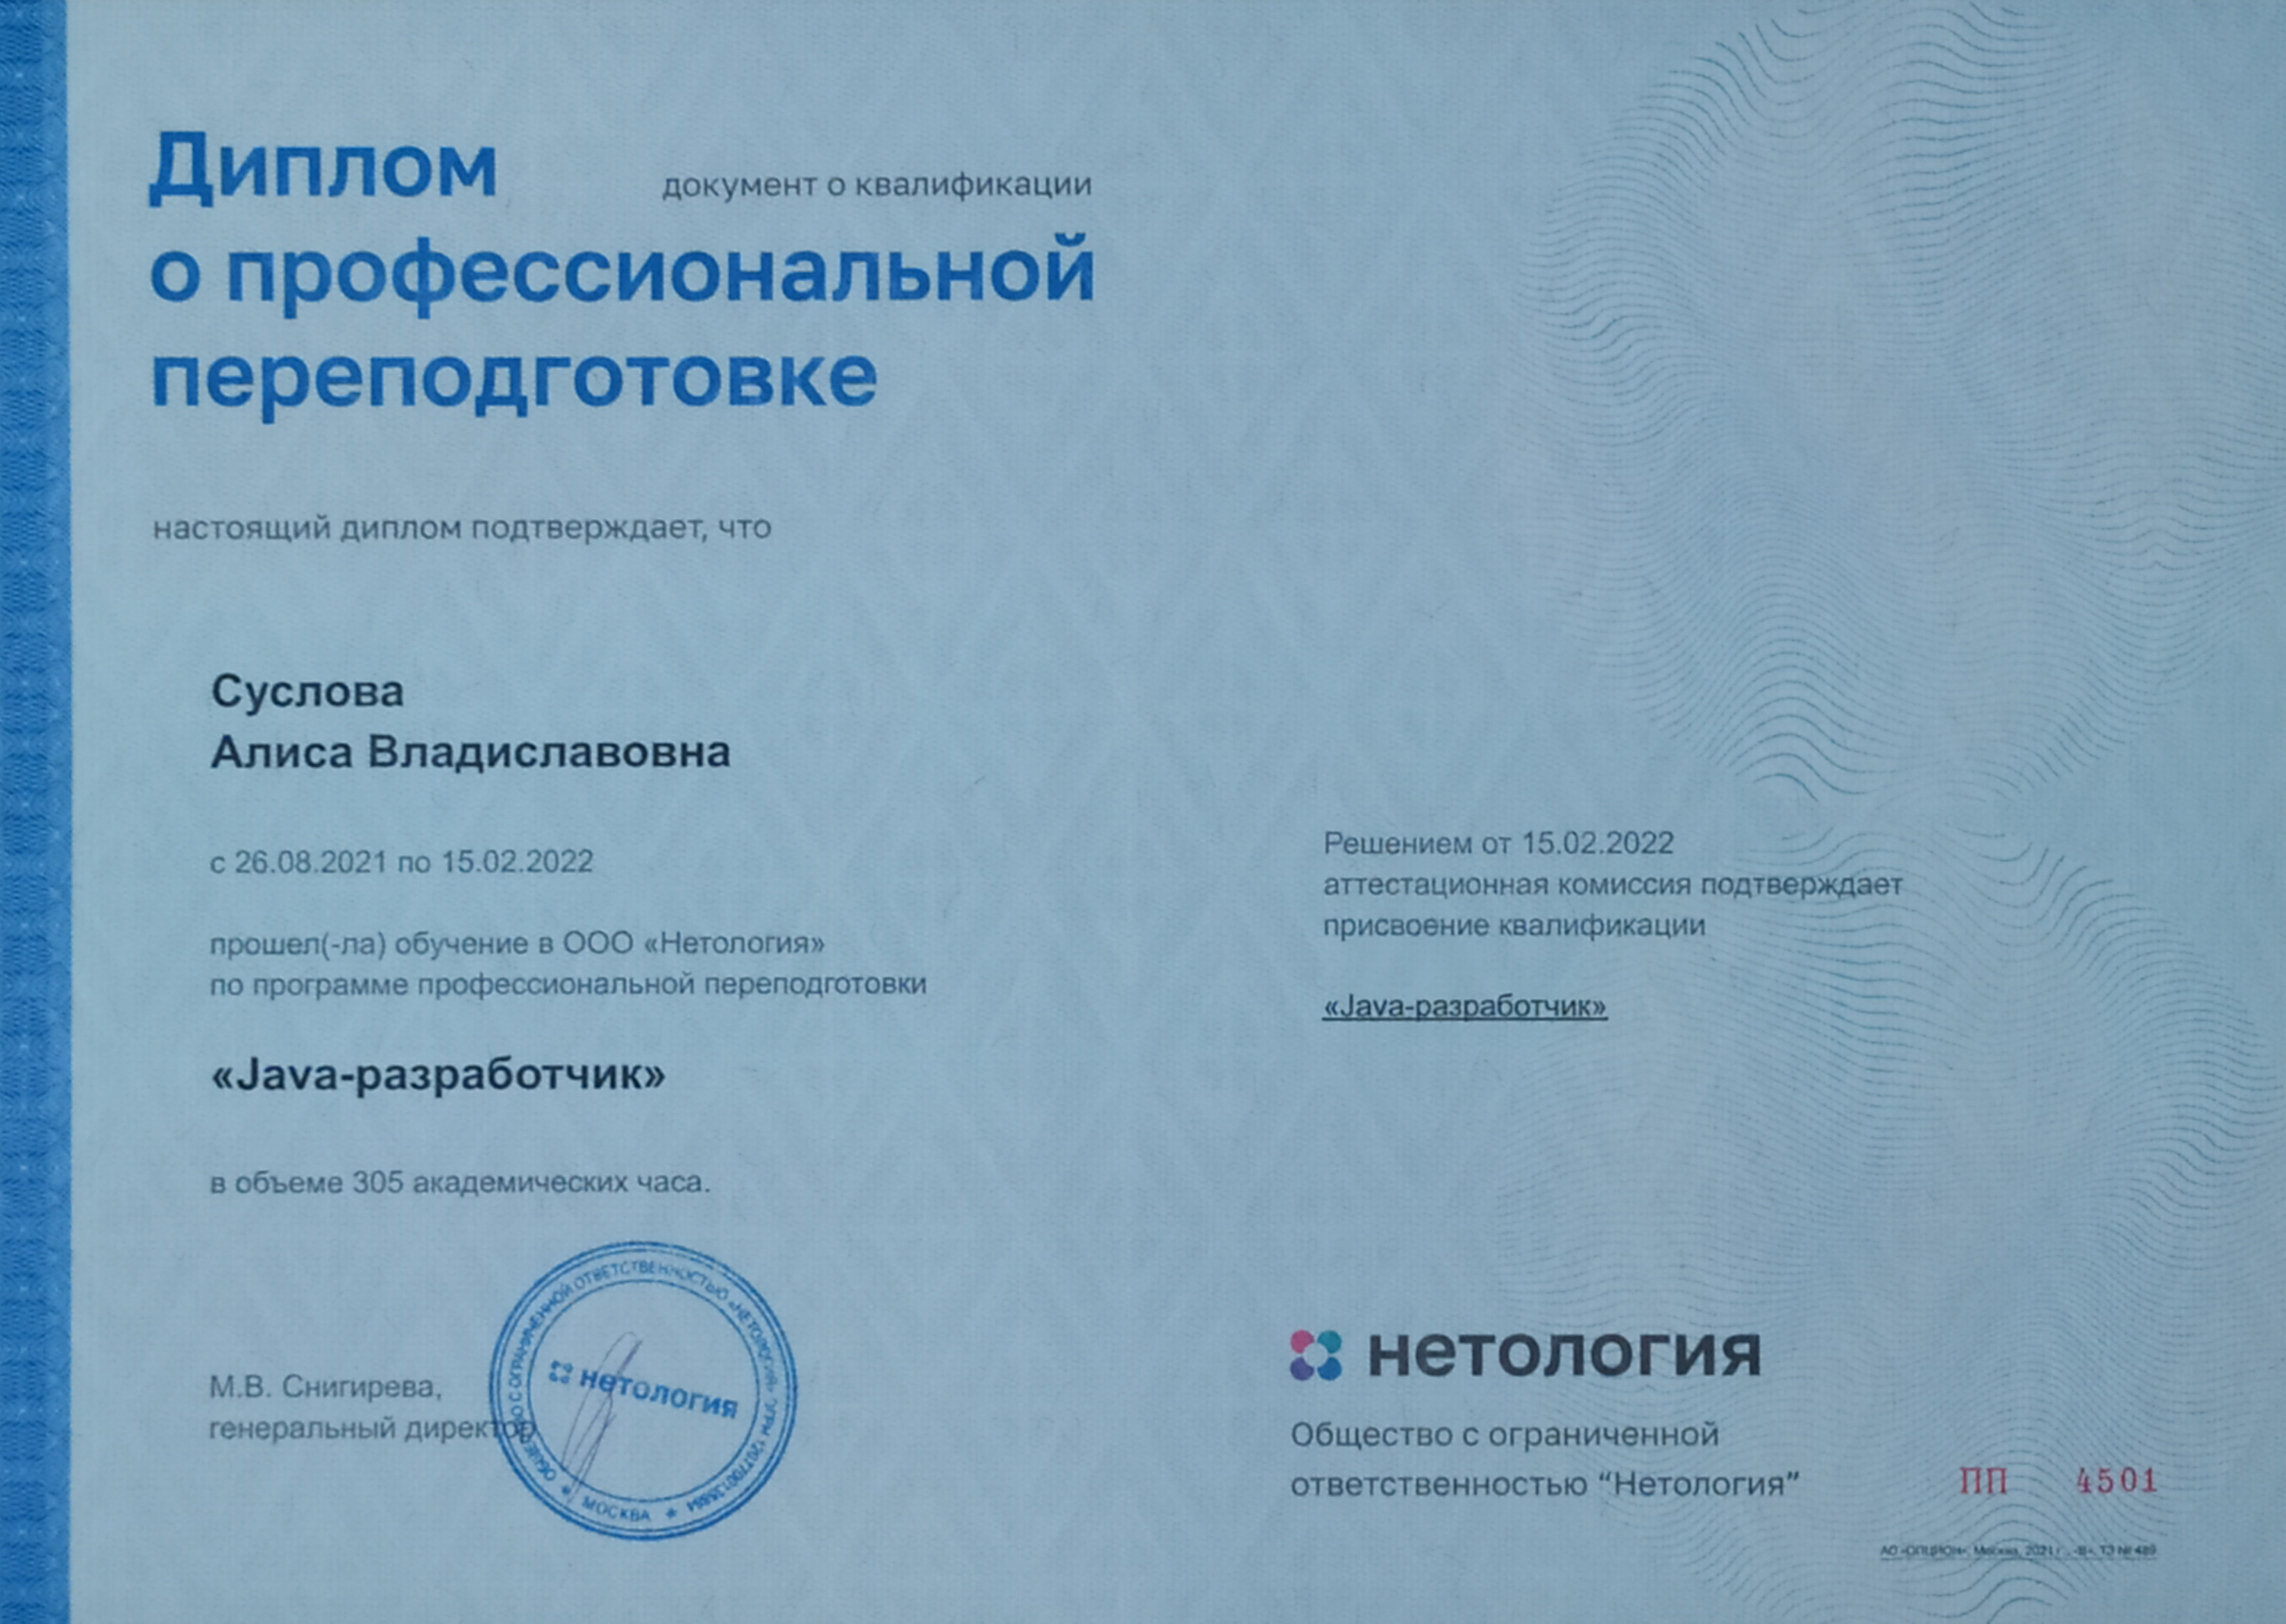 Диплом
документ о квалификации
о профессиональной
переподготовке
настоящий диплом подтверждает, что
Суслова
Алиса Владиславовна
с 26.08.2021 по 15.02.2022
прошел(-ла) обучение в ООО «Нетология»
по программе профессиональной переподготовки
«Java-разработчик»
в объеме 305 академических часа.
М.В. Снигирева,
генеральный директор
ОБЩЕСТВО С ОГРАНИЧЕННОЙ ОТВЕТСТВЕННОСТЬЮ «НЕТОЛОГИЯ»
нетология
МОСКВА
Решением от 15.02.2022
аттестационная комиссия подтверждает
присвоение квалификации
«Java-разработчик»
нетология
Общество с ограниченной
ответственностью “Нетология”
ПП 4501
АО «ОПЦИОН», Москва, 2021 г., «В», ТЗ № 489